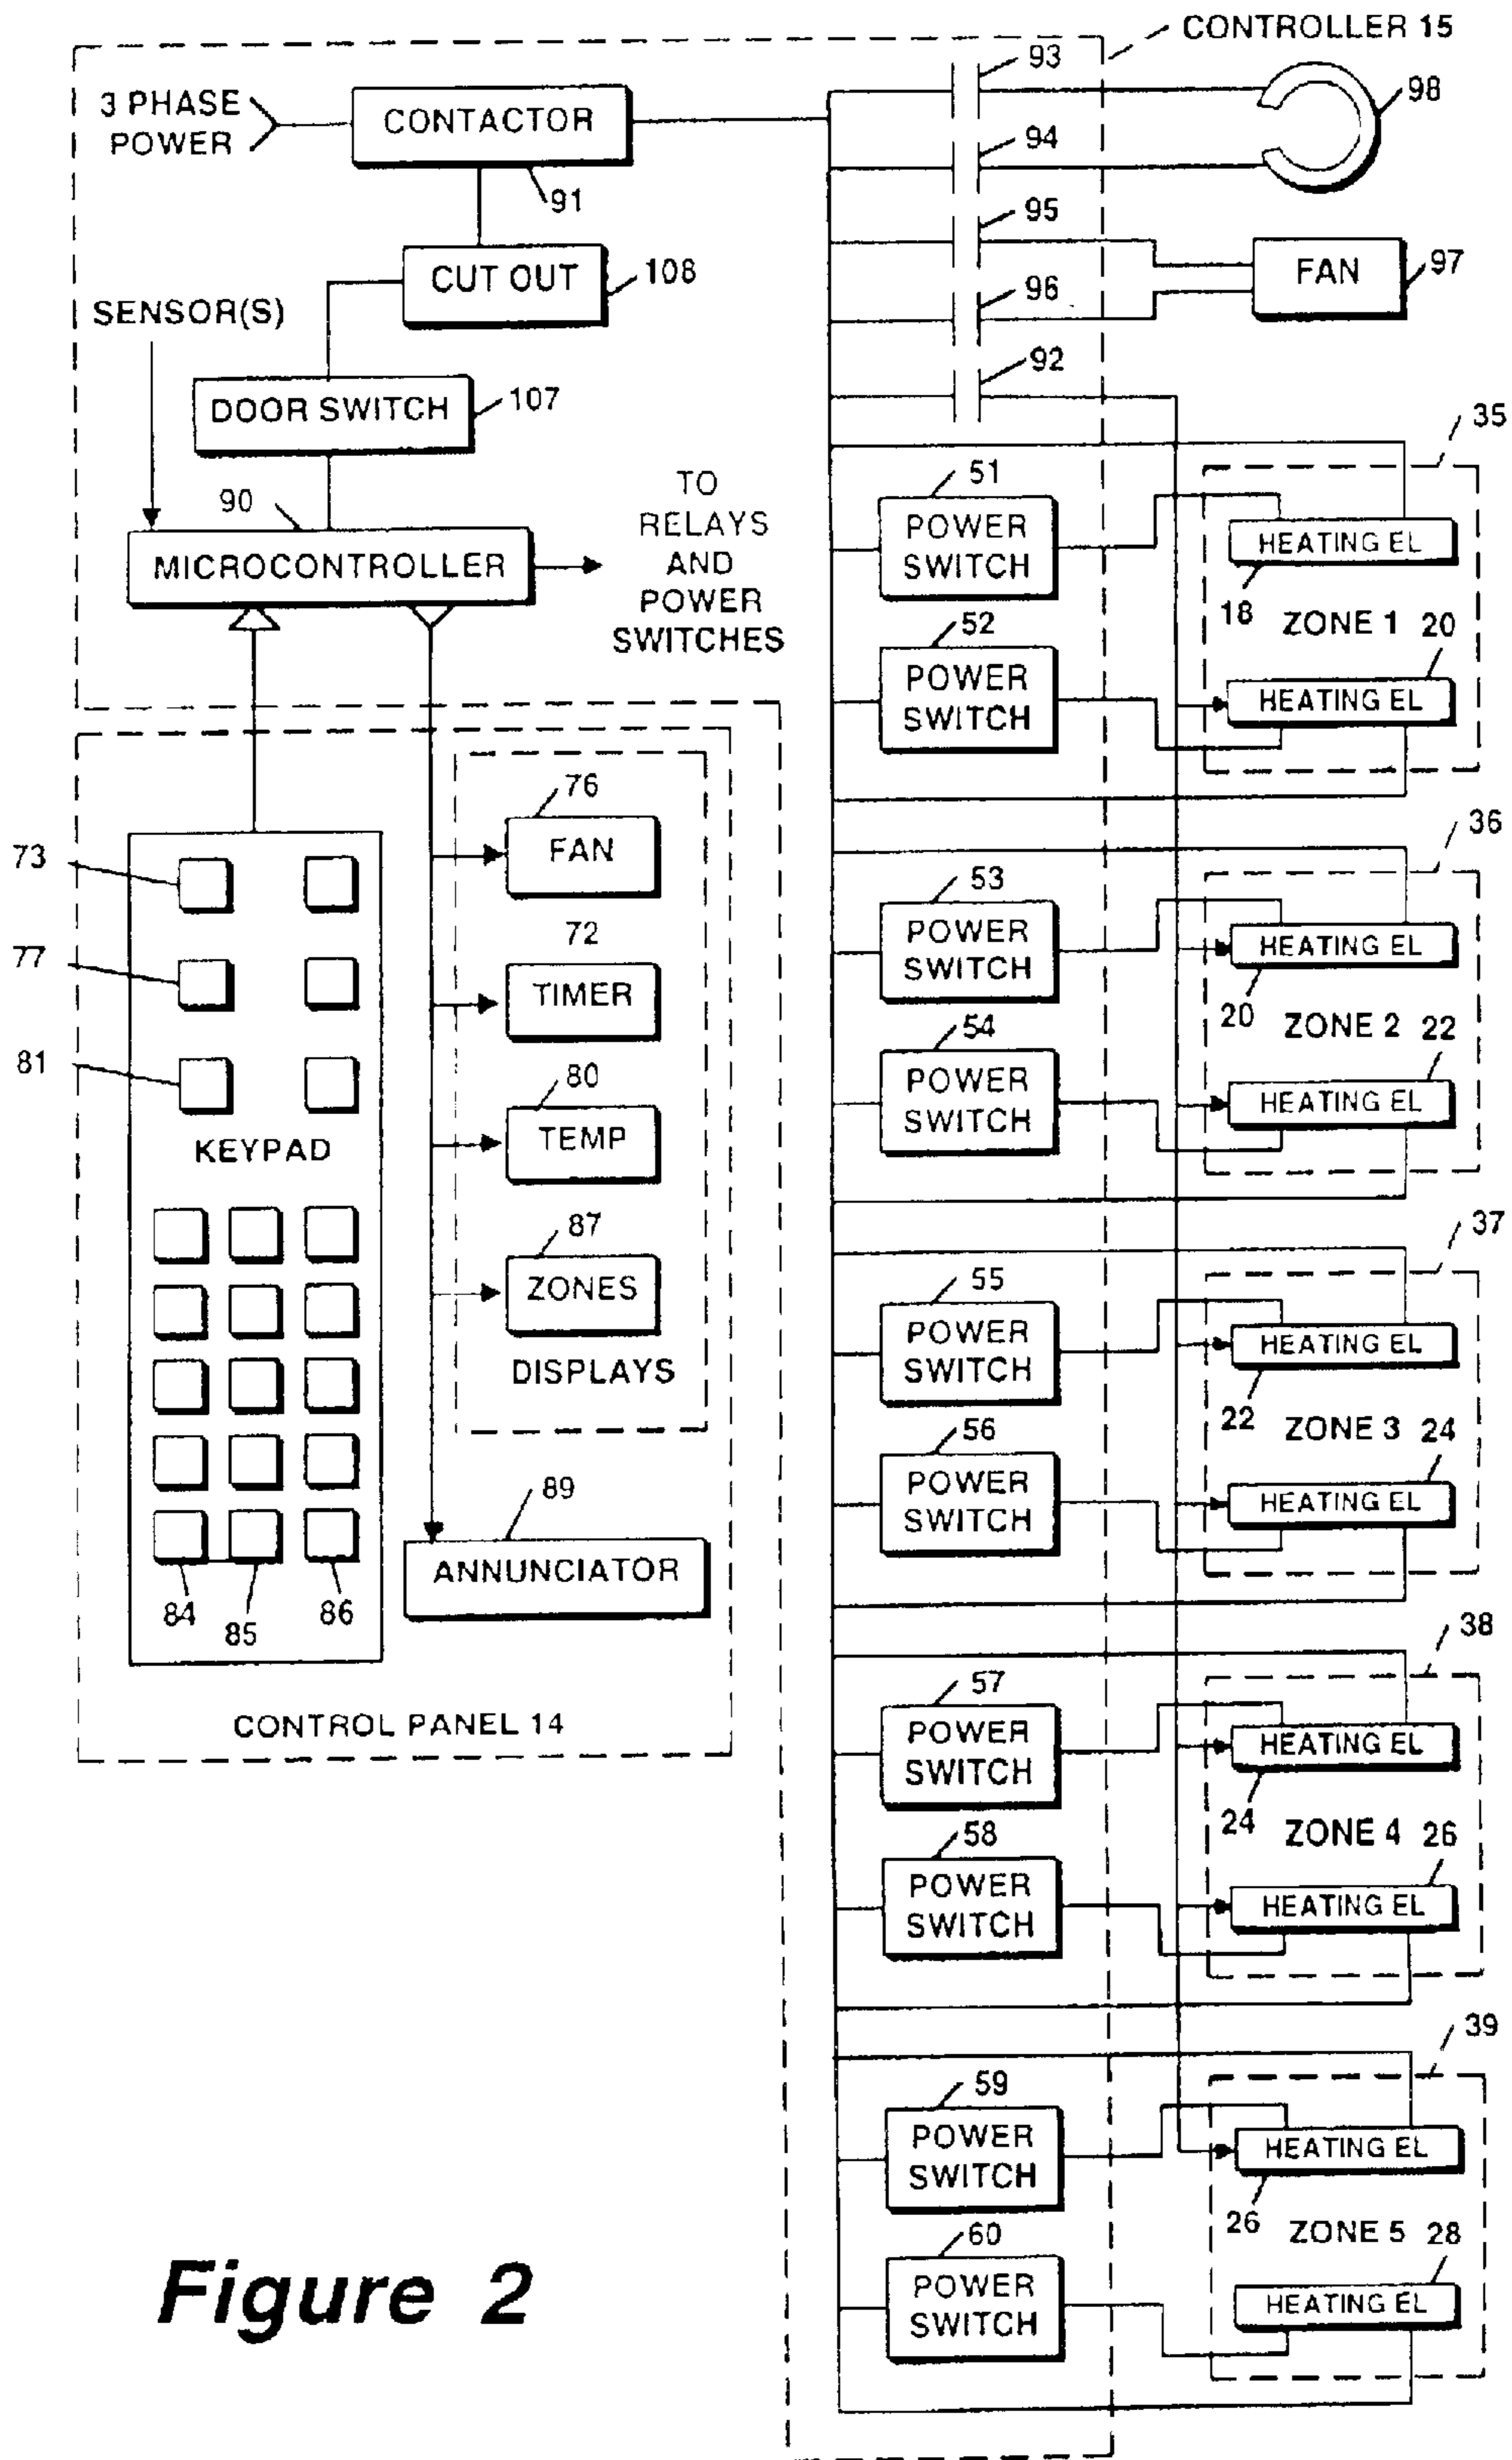 CONTROLLER 15
3 PHASE
POWER
CONTACTOR
91
93
98
94
95
CUT OUT
108
FAN
97
96
SENSOR(S)
92
DOOR SWITCH
107
90
MICROCONTROLLER
TO
RELAYS
AND
POWER
SWITCHES
35
51
POWER
SWITCH
HEATING EL
18
ZONE 1
20
52
POWER
SWITCH
HEATING EL
36
53
POWER
SWITCH
HEATING EL
20
ZONE 2
22
54
POWER
SWITCH
HEATING EL
37
55
POWER
SWITCH
HEATING EL
22
ZONE 3
24
56
POWER
SWITCH
HEATING EL
38
57
POWER
SWITCH
HEATING EL
24
ZONE 4
26
58
POWER
SWITCH
HEATING EL
39
59
POWER
SWITCH
HEATING EL
26
ZONE 5
28
60
POWER
SWITCH
HEATING EL
73
77
81
KEYPAD
84
85
86
76
FAN
72
TIMER
80
TEMP
87
ZONES
DISPLAYS
89
ANNUNCIATOR
CONTROL PANEL 14
Figure 2